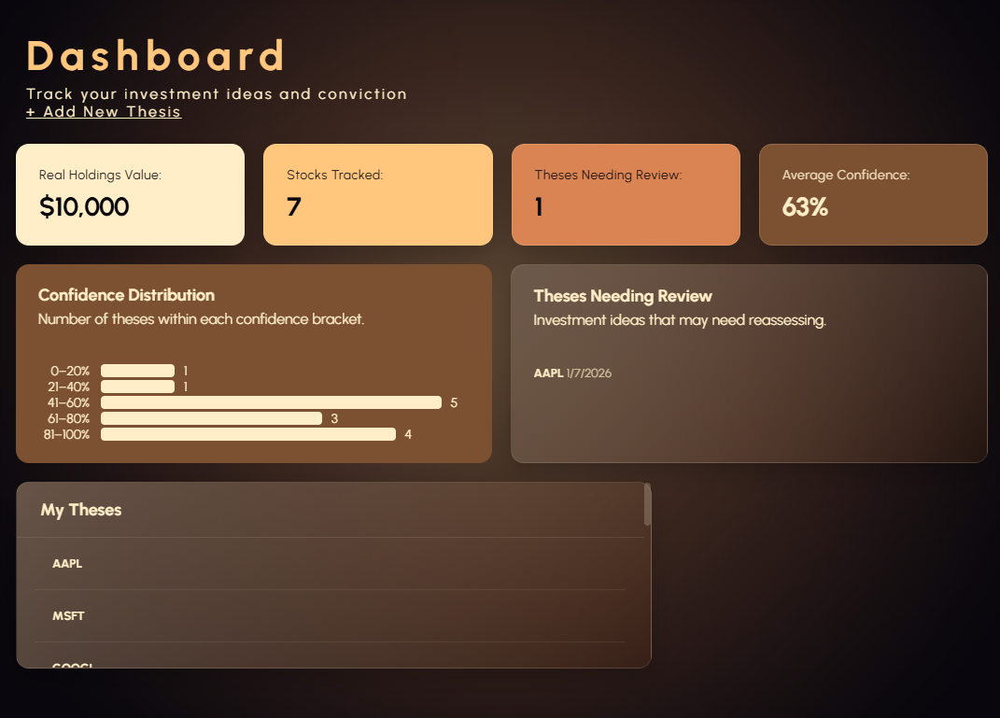 Dashboard
Track your investment ideas and conviction
+ Add New Thesis
Real Holdings Value:
$10,000
Stocks Tracked:
7
Theses Needing Review:
1
Average Confidence:
63%
Confidence Distribution
Number of theses within each confidence bracket.
0–20% 1
21–40% 1
41–60% 5
61–80% 3
81–100% 4
Theses Needing Review
Investment ideas that may need reassessing.
AAPL 1/7/2026
My Theses
AAPL
MSFT